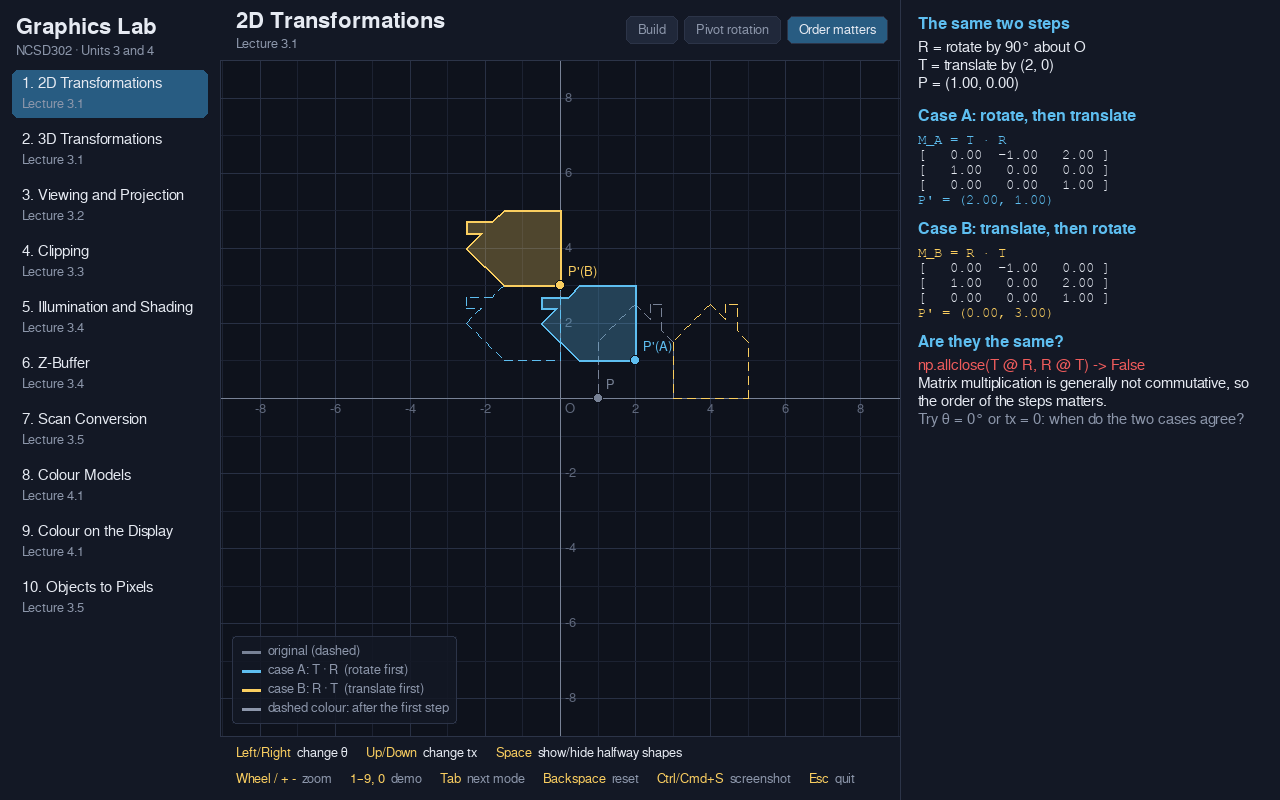 Graphics Lab
NCSD302 · Units 3 and 4
1. 2D Transformations
Lecture 3.1
2. 3D Transformations
Lecture 3.1
3. Viewing and Projection
Lecture 3.2
4. Clipping
Lecture 3.3
5. Illumination and Shading
Lecture 3.4
6. Z-Buffer
Lecture 3.4
7. Scan Conversion
Lecture 3.5
8. Colour Models
Lecture 4.1
9. Colour on the Display
Lecture 4.1
10. Objects to Pixels
Lecture 3.5
2D Transformations
Lecture 3.1
Build
Pivot rotation
Order matters
8
6
4
P'(B)
2
P'(A)
P
-8 -6 -4 -2 O 2 4 6 8
-2
-4
-6
-8
original (dashed)
case A: T · R (rotate first)
case B: R · T (translate first)
dashed colour: after the first step
Left/Right change θ Up/Down change tx Space show/hide halfway shapes
Wheel / + - zoom 1–9, 0 demo Tab next mode Backspace reset Ctrl/Cmd+S screenshot Esc quit
The same two steps
R = rotate by 90° about O
T = translate by (2, 0)
P = (1.00, 0.00)
Case A: rotate, then translate
M_A = T · R
[ 0.00 −1.00 2.00 ]
[ 1.00 0.00 0.00 ]
[ 0.00 0.00 1.00 ]
P' = (2.00, 1.00)
Case B: translate, then rotate
M_B = R · T
[ 0.00 −1.00 0.00 ]
[ 1.00 0.00 2.00 ]
[ 0.00 0.00 1.00 ]
P' = (0.00, 3.00)
Are they the same?
np.allclose(T @ R, R @ T) -> False
Matrix multiplication is generally not commutative, so
the order of the steps matters.
Try θ = 0° or tx = 0: when do the two cases agree?